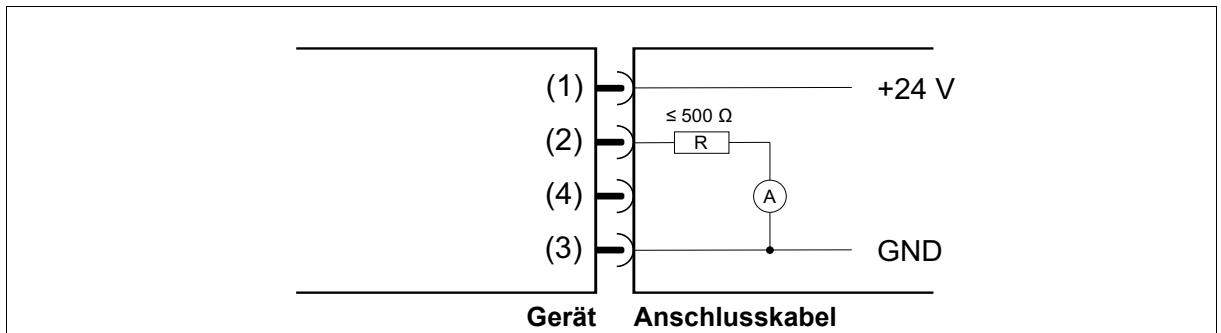 (1) +24 V
≤ 500 Ω
(2) R
(4) A
(3) GND
Gerät Anschlusskabel